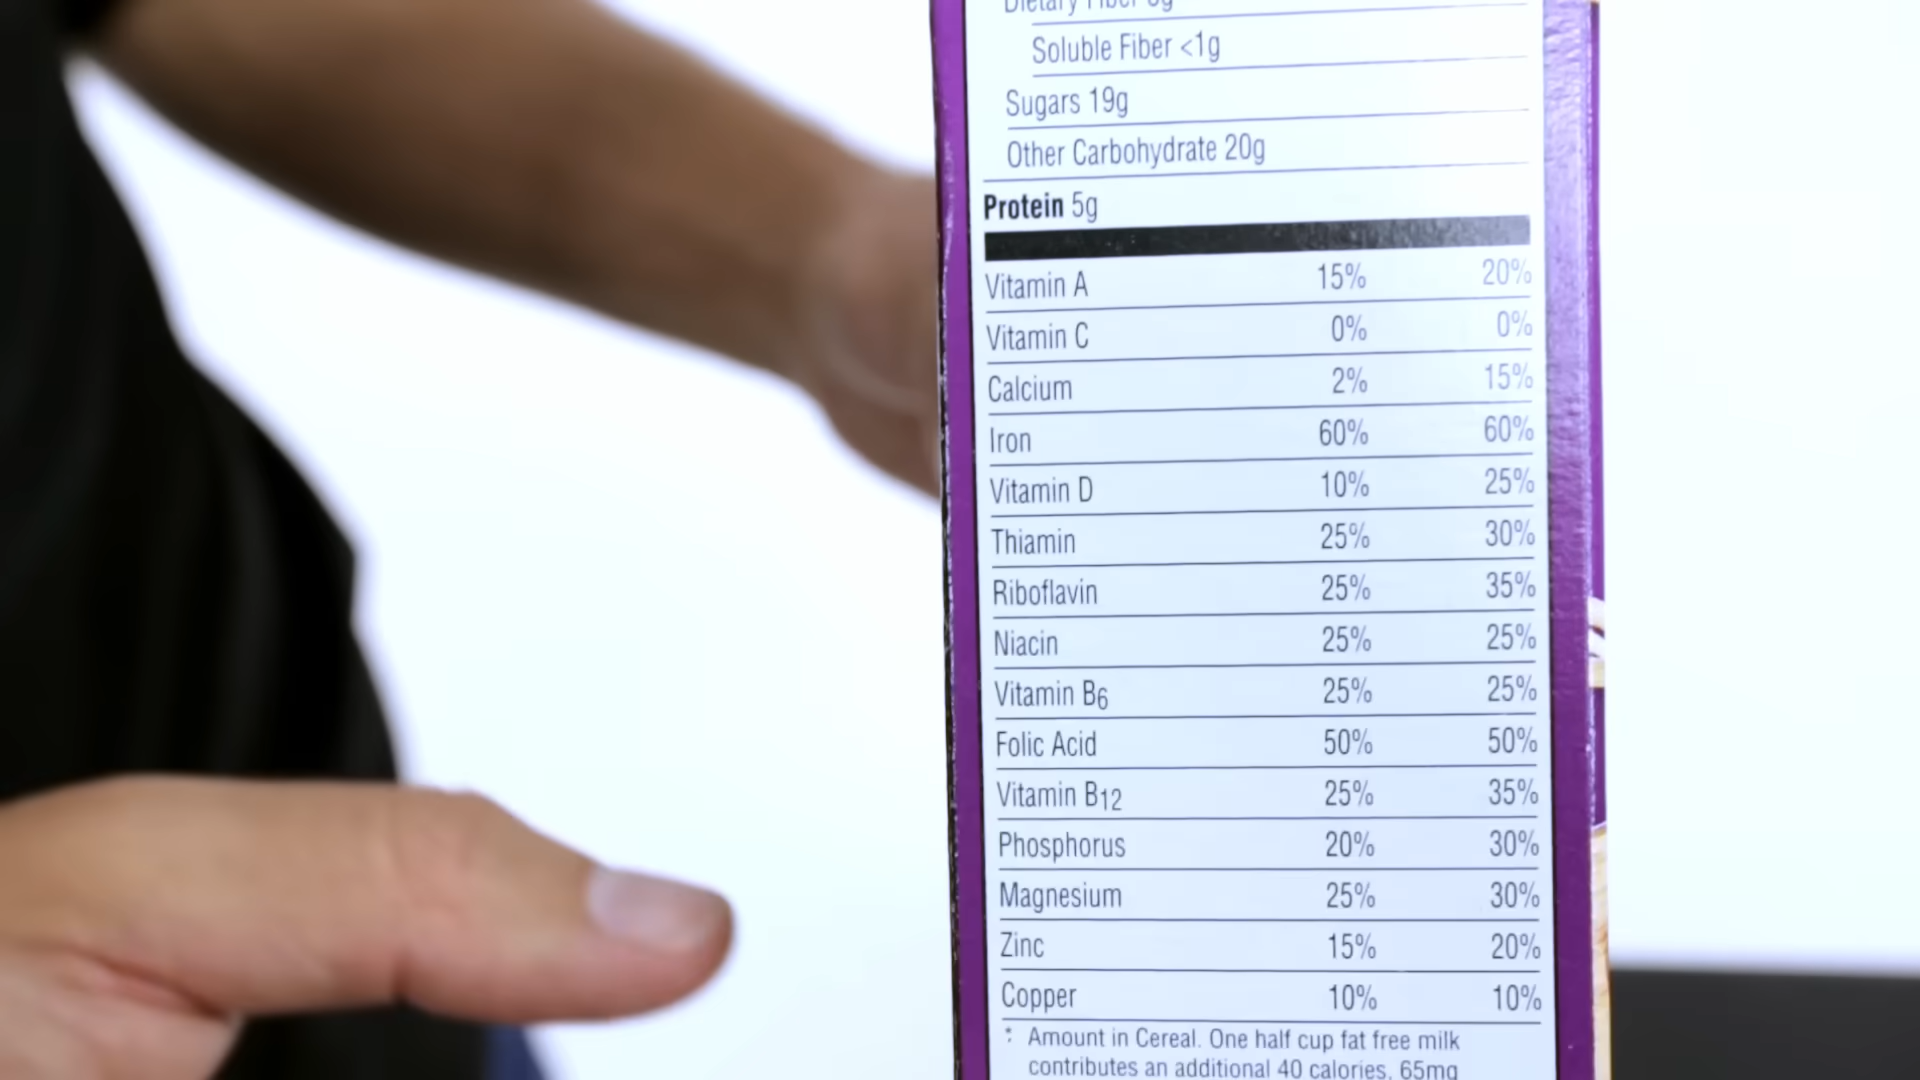 Dietary Fiber
Soluble Fiber <1g
Sugars 19g
Other Carbohydrate 20g
Protein 5g
Vitamin A 15% 20%
Vitamin C 0% 0%
Calcium 2% 15%
Iron 60% 60%
Vitamin D 10% 25%
Thiamin 25% 30%
Riboflavin 25% 35%
Niacin 25% 25%
Vitamin B6 25% 25%
Folic Acid 50% 50%
Vitamin B12 25% 35%
Phosphorus 20% 30%
Magnesium 25% 30%
Zinc 15% 20%
Copper 10% 10%
* Amount in Cereal. One half cup fat free milk
contributes an additional 40 calories, 65mg